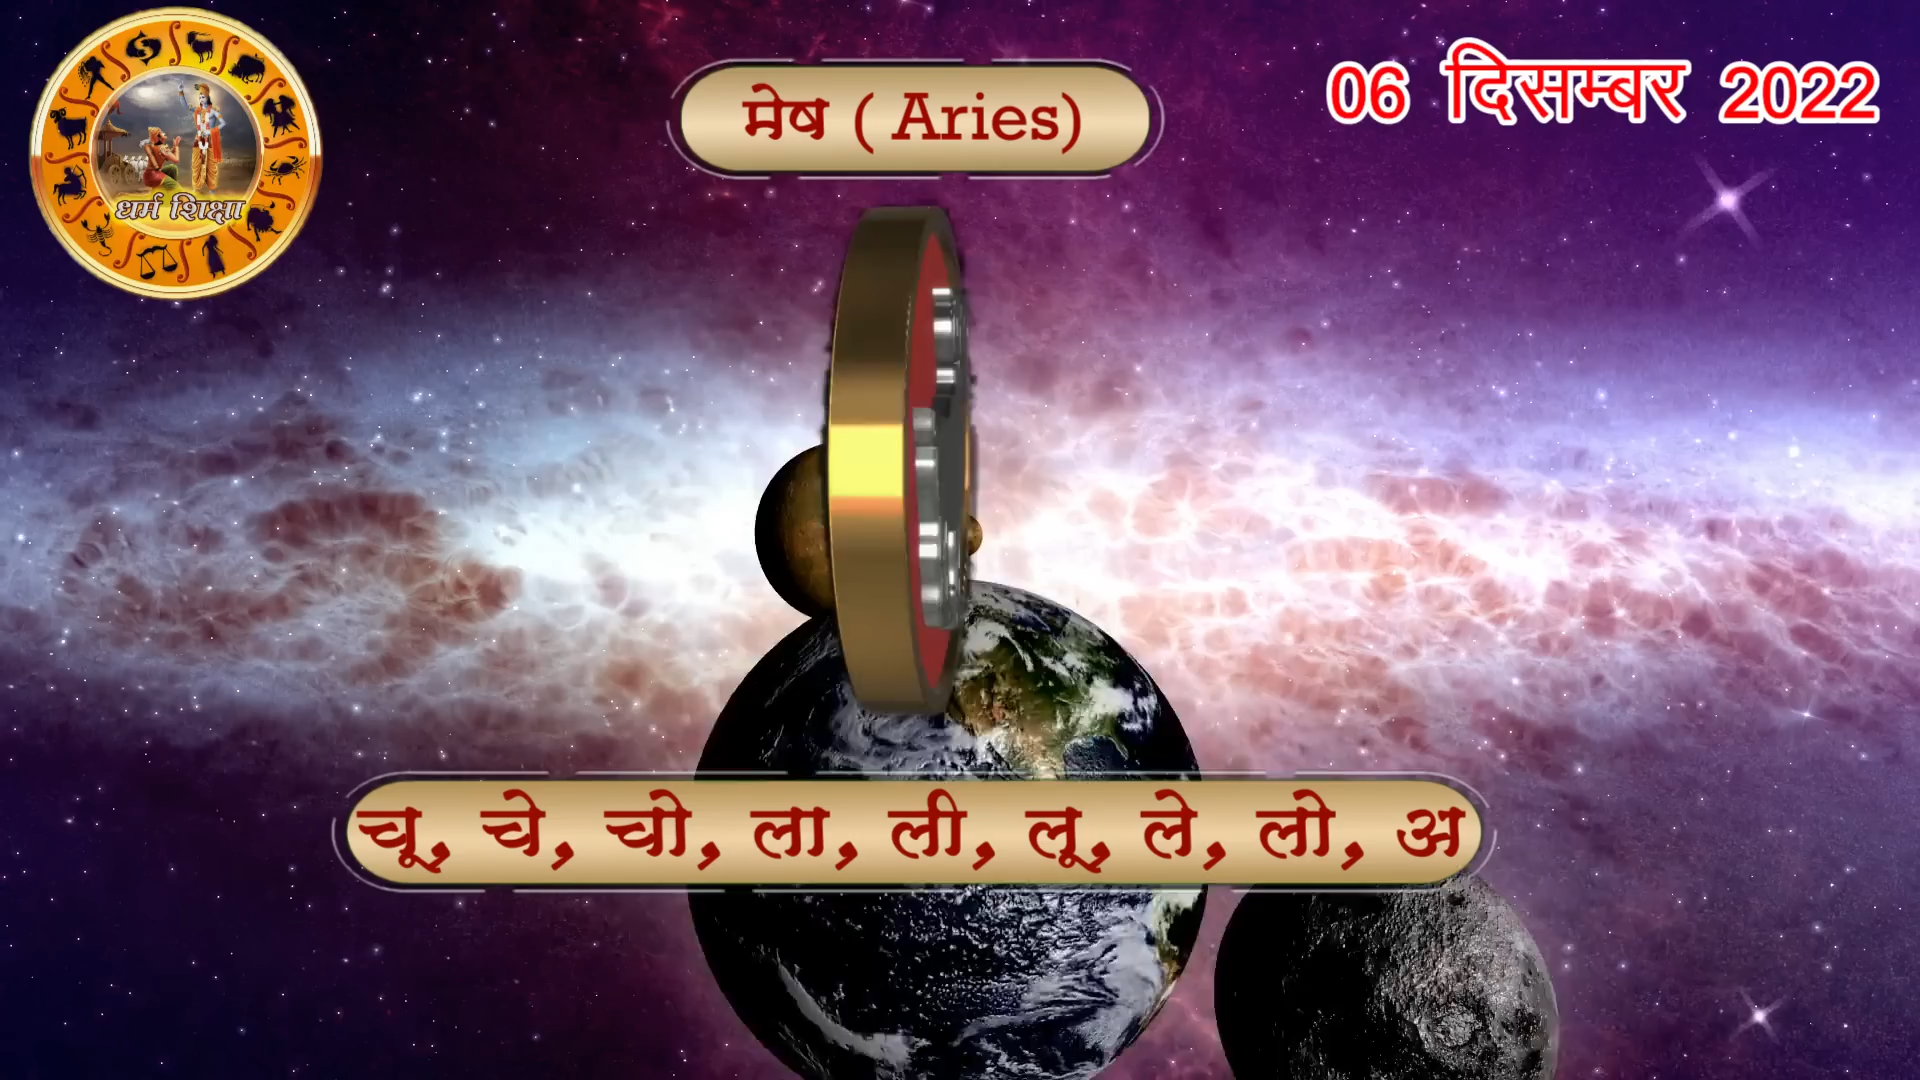 धर्म शिक्षा
मेष ( Aries)
06 दिसम्बर 2022
चू, चे, चो, ला, ली, लू, ले, लो, अ